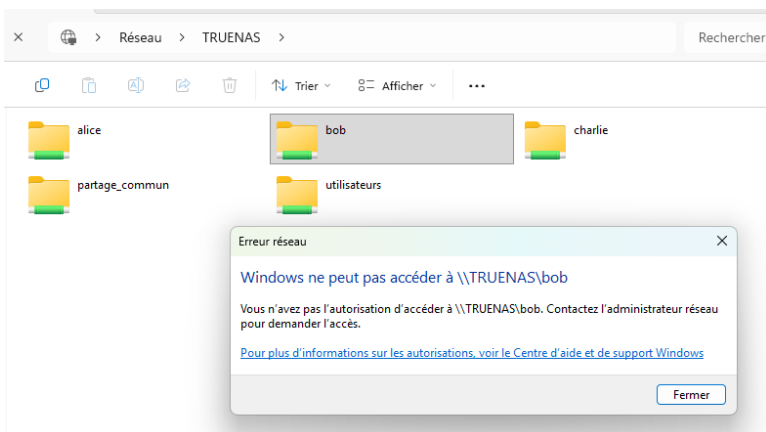 Réseau > TRUENAS >
Rechercher
Trier
Afficher
alice
bob
charlie
partage_commun
utilisateurs
Erreur réseau
Windows ne peut pas accéder à \\TRUENAS\bob
Vous n’avez pas l’autorisation d’accéder à \\TRUENAS\bob. Contactez l’administrateur réseau
pour demander l’accès.
Pour plus d’informations sur les autorisations, voir le Centre d’aide et de support Windows
Fermer